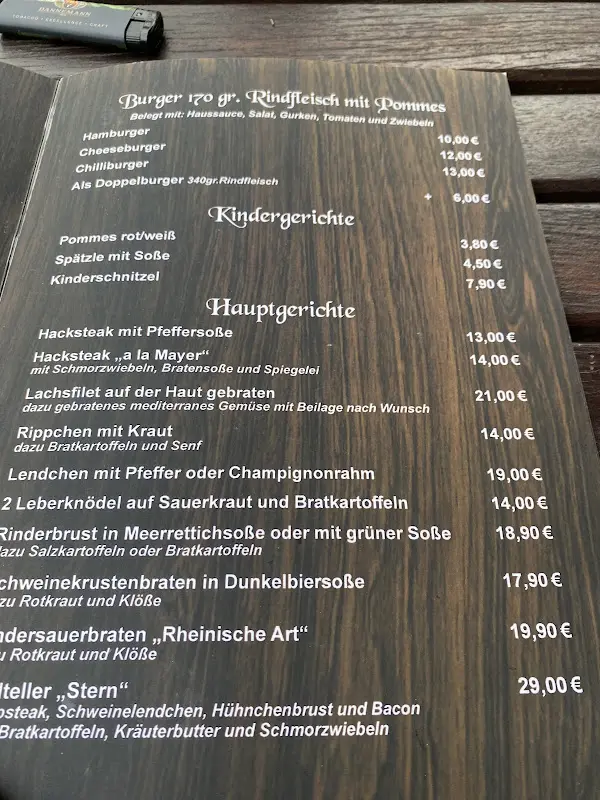 DANNEMANN
TOBACCO · EXCELLENCE · CRAFT
Burger 170 gr. Rindfleisch mit Pommes
Belegt mit: Haussauce, Salat, Gurken, Tomaten und Zwiebeln
Hamburger 10,00 €
Cheeseburger 12,00 €
Chilliburger 13,00 €
Als Doppelburger 340gr.Rindfleisch + 6,00 €
Kindergerichte
Pommes rot/weiß 3,80 €
Spätzle mit Soße 4,50 €
Kinderschnitzel 7,90 €
Hauptgerichte
Hacksteak mit Pfeffersoße 13,00 €
Hacksteak „a la Mayer“ 14,00 €
mit Schmorzwiebeln, Bratensoße und Spiegelei
Lachsfilet auf der Haut gebraten 21,00 €
dazu gebratenes mediterranes Gemüse mit Beilage nach Wunsch
Rippchen mit Kraut 14,00 €
dazu Bratkartoffeln und Senf
Lendchen mit Pfeffer oder Champignonrahm 19,00 €
2 Leberknödel auf Sauerkraut und Bratkartoffeln 14,00 €
Rinderbrust in Meerrettichsoße oder mit grüner Soße 18,90 €
dazu Salzkartoffeln oder Bratkartoffeln
chweinekrustenbraten in Dunkelbiersoße 17,90 €
zu Rotkraut und Klöße
ndersauerbraten „Rheinische Art“ 19,90 €
u Rotkraut und Klöße
llteller „Stern“ 29,00 €
psteak, Schweinelendchen, Hühnchenbrust und Bacon
Bratkartoffeln, Kräuterbutter und Schmorzwiebeln